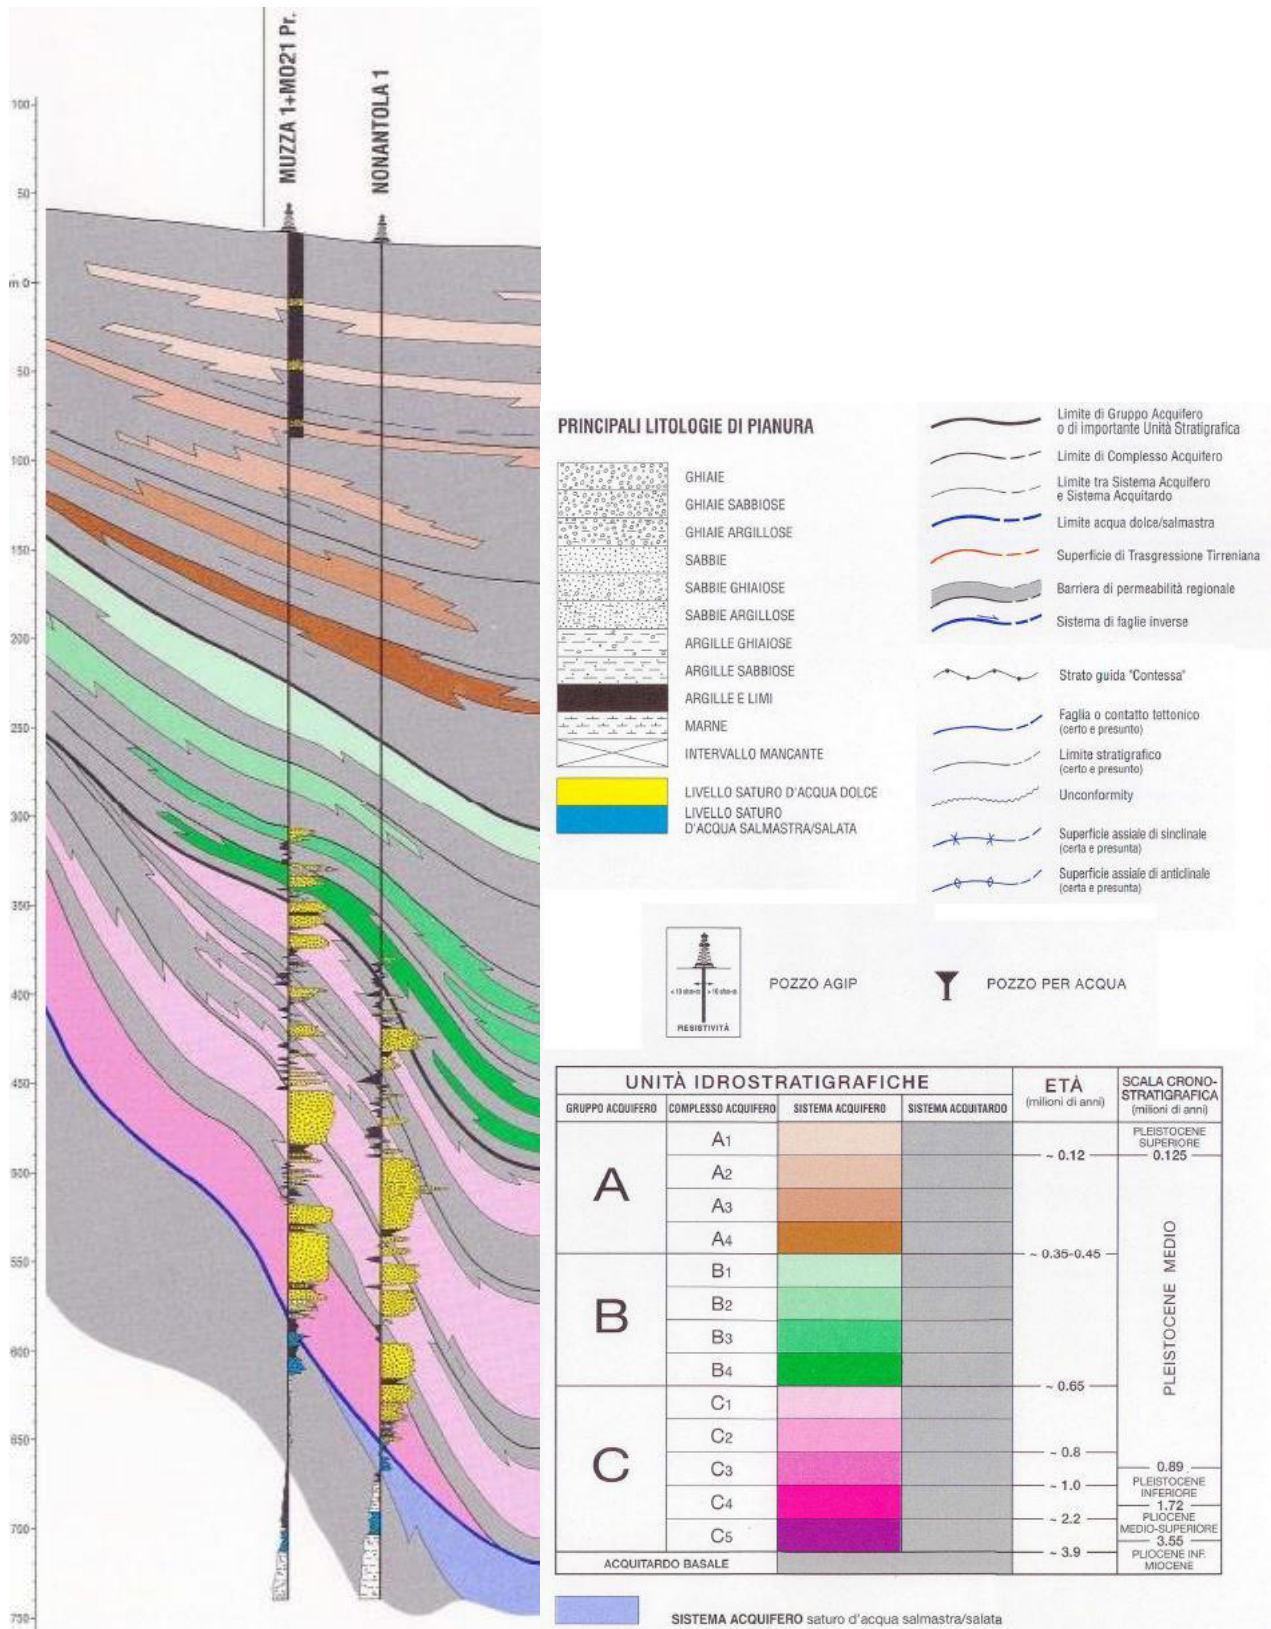 MUZZA 1+MO21 Pr.
NONANTOLA 1
100
50
m 0
50
100
150
200
250
300
350
400
450
500
550
600
650
700
750
PRINCIPALI LITOLOGIE DI PIANURA
GHIAIE
GHIAIE SABBIOSE
GHIAIE ARGILLOSE
SABBIE
SABBIE GHIAIOSE
SABBIE ARGILLOSE
ARGILLE GHIAIOSE
ARGILLE SABBIOSE
ARGILLE E LIMI
MARNE
INTERVALLO MANCANTE
LIVELLO SATURO D'ACQUA DOLCE
LIVELLO SATURO
D'ACQUA SALMASTRA/SALATA
Limite di Gruppo Acquifero
o di importante Unità Stratigrafica
Limite di Complesso Acquifero
Limite tra Sistema Acquifero
e Sistema Acquitardo
Limite acqua dolce/salmastra
Superficie di Trasgressione Tirreniana
Barriera di permeabilità regionale
Sistema di faglie inverse
Strato guida "Contessa"
Faglia o contatto tettonico
(certo e presunto)
Limite stratigrafico
(certo e presunto)
Unconformity
Superficie assiale di sinclinale
(certa e presunta)
Superficie assiale di anticlinale
(certa e presunta)
< 10 ohm-m > 10 ohm-m
RESISTIVITÀ
POZZO AGIP
POZZO PER ACQUA
UNITÀ IDROSTRATIGRAFICHE
GRUPPO ACQUIFERO
COMPLESSO ACQUIFERO
SISTEMA ACQUIFERO
SISTEMA ACQUITARDO
ETÀ
(milioni di anni)
SCALA CRONO-
STRATIGRAFICA
(milioni di anni)
A
A1
A2
A3
A4
B
B1
B2
B3
B4
C
C1
C2
C3
C4
C5
ACQUITARDO BASALE
~ 0.12
~ 0.35-0.45
~ 0.65
~ 0.8
~ 1.0
~ 2.2
~ 3.9
PLEISTOCENE
SUPERIORE
0.125
PLEISTOCENE MEDIO
0.89
PLEISTOCENE
INFERIORE
1.72
PLIOCENE
MEDIO-SUPERIORE
3.55
PLIOCENE INF.
MIOCENE
SISTEMA ACQUIFERO saturo d'acqua salmastra/salata